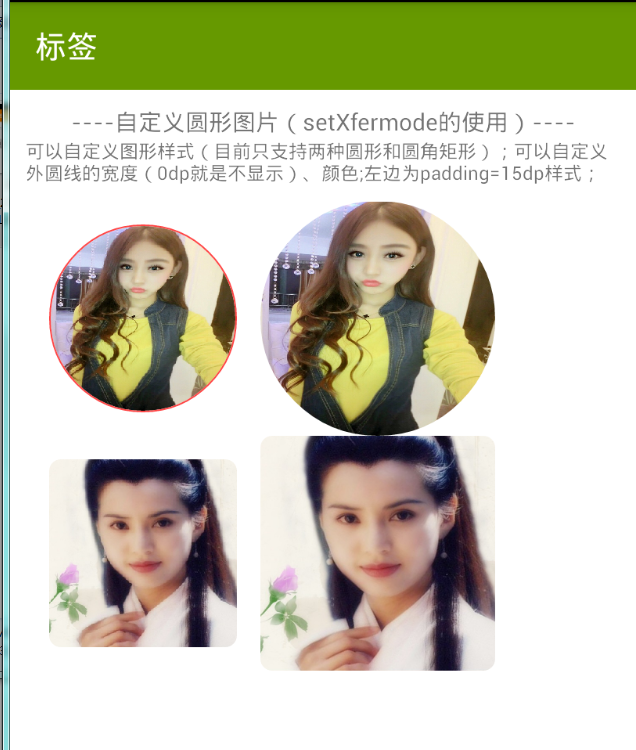 标签
----自定义圆形图片（setXfermode的使用）----
可以自定义图形样式（目前只支持两种圆形和圆角矩形）；可以自定义
外圆线的宽度（0dp就是不显示）、颜色;左边为padding=15dp样式；